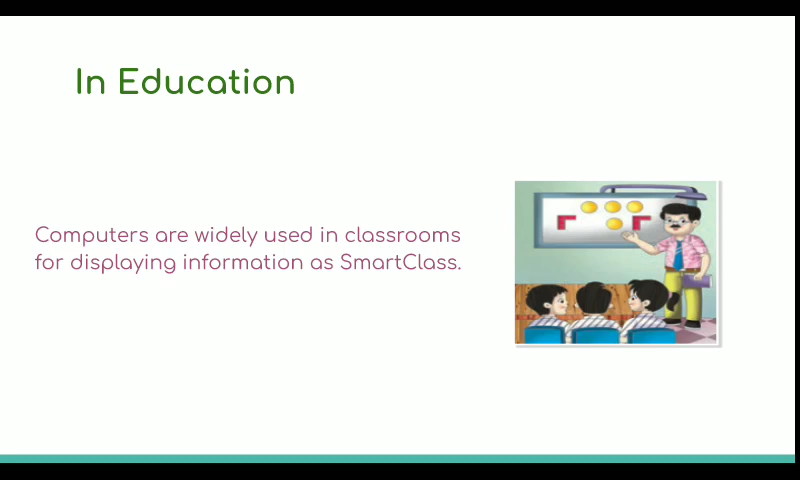 In Education
Computers are widely used in classrooms
for displaying information as SmartClass.